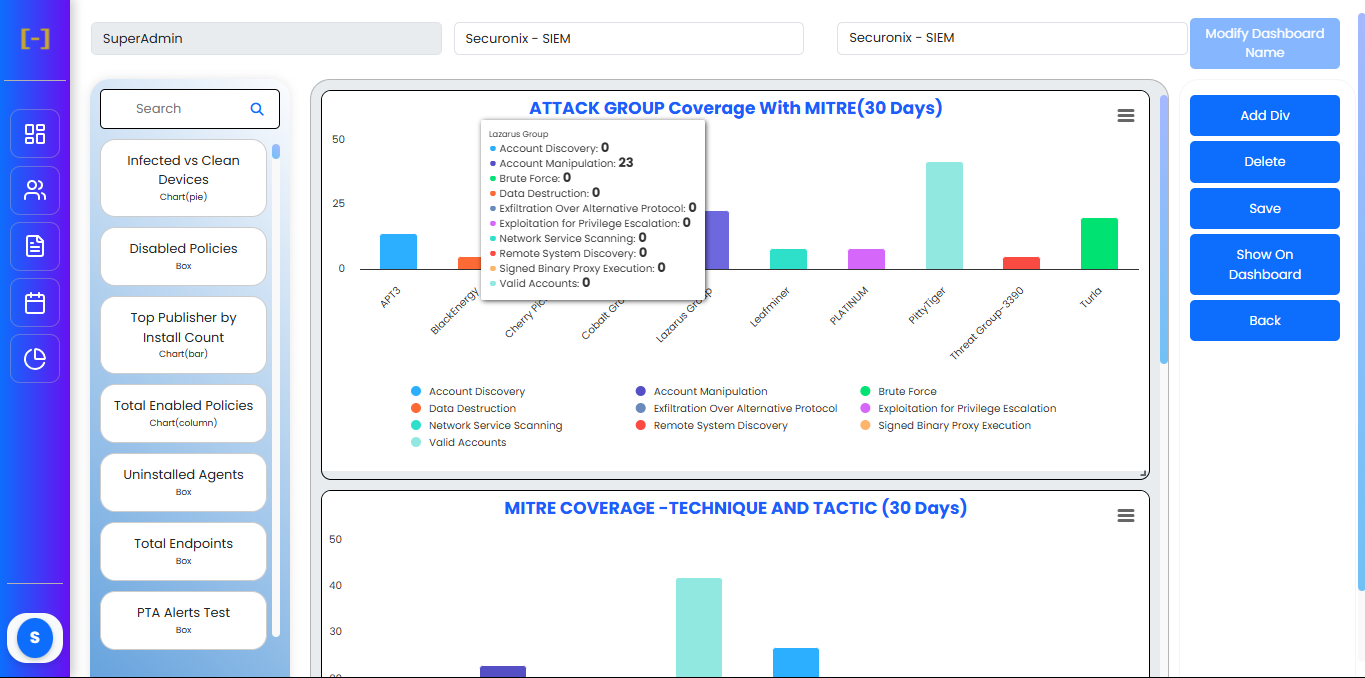 [-]
SuperAdmin
Securonix - SIEM
Securonix - SIEM
Modify Dashboard
Name
Search
Infected vs Clean
Devices
Chart(pie)
Disabled Policies
Box
Top Publisher by
Install Count
Chart(bar)
Total Enabled Policies
Chart(column)
Uninstalled Agents
Box
Total Endpoints
Box
PTA Alerts Test
Box
S
ATTACK GROUP Coverage With MITRE(30 Days)
50
25
0
Lazarus Group
Account Discovery: 0
Account Manipulation: 23
Brute Force: 0
Data Destruction: 0
Exfiltration Over Alternative Protocol: 0
Exploitation for Privilege Escalation: 0
Network Service Scanning: 0
Remote System Discovery: 0
Signed Binary Proxy Execution: 0
Valid Accounts: 0
APT3
BlackEnergy
Cherry Pic
Cobalt Gro
Lazarus Group
Leafminer
PLATINUM
PittyTiger
Threat Group-3390
Turla
Account Discovery
Account Manipulation
Brute Force
Data Destruction
Exfiltration Over Alternative Protocol
Exploitation for Privilege Escalation
Network Service Scanning
Remote System Discovery
Signed Binary Proxy Execution
Valid Accounts
MITRE COVERAGE -TECHNIQUE AND TACTIC (30 Days)
50
40
30
Add Div
Delete
Save
Show On
Dashboard
Back